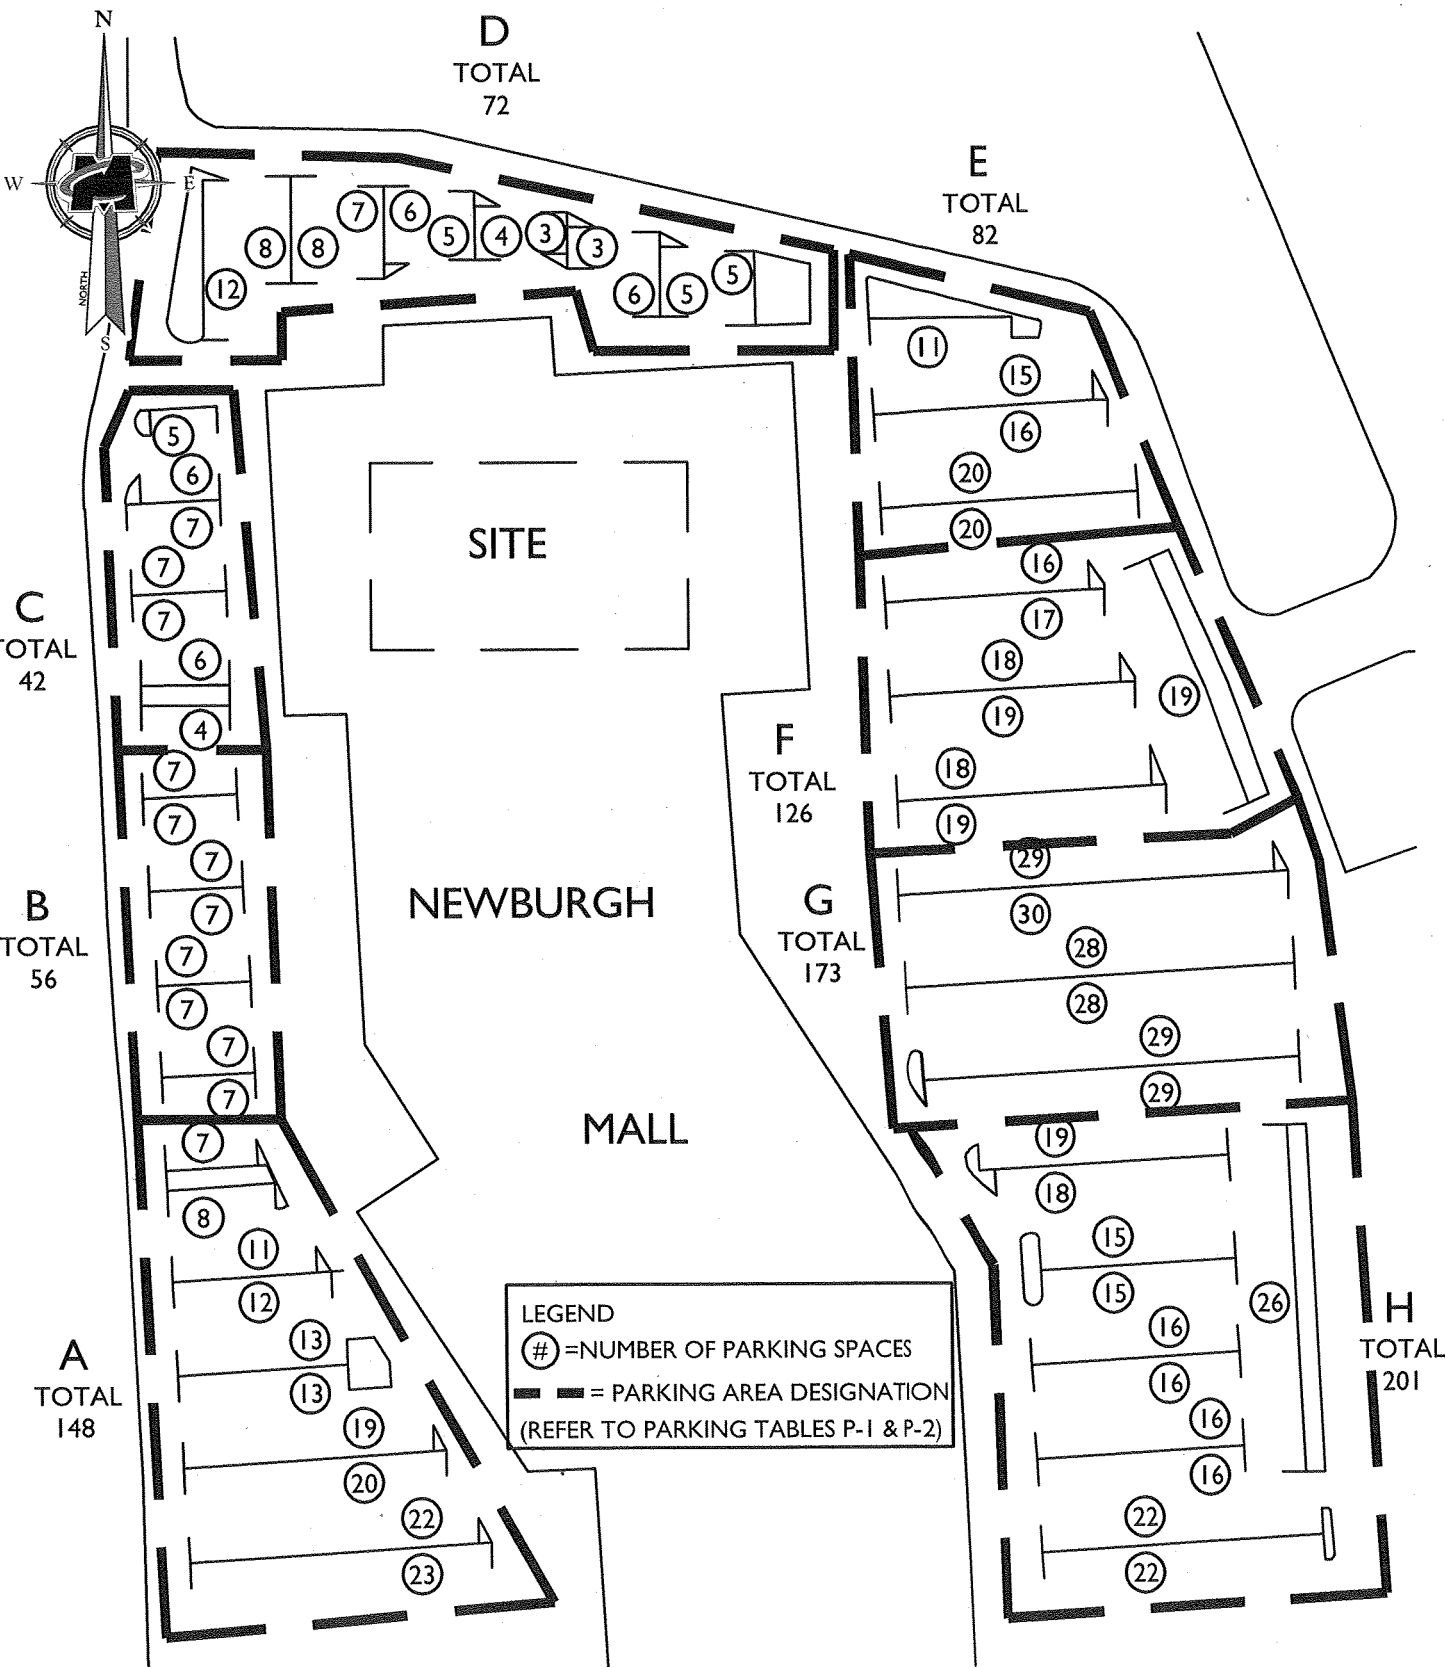 N
D
TOTAL
72
E
TOTAL
82
W
E
NORTH
S
12
8
8
7
6
5
4
3
3
6
5
5
11
15
16
20
20
5
6
7
7
7
6
4
C
TOTAL
42
SITE
16
17
18
19
18
19
19
F
TOTAL
126
7
7
7
7
7
7
7
7
B
TOTAL
56
NEWBURGH
MALL
G
TOTAL
173
29
30
28
28
29
29
7
8
11
12
13
13
19
20
22
23
A
TOTAL
148
LEGEND
# =NUMBER OF PARKING SPACES
= PARKING AREA DESIGNATION
(REFER TO PARKING TABLES P-1 & P-2)
19
18
15
15
16
16
16
16
22
22
26
H
TOTAL
201